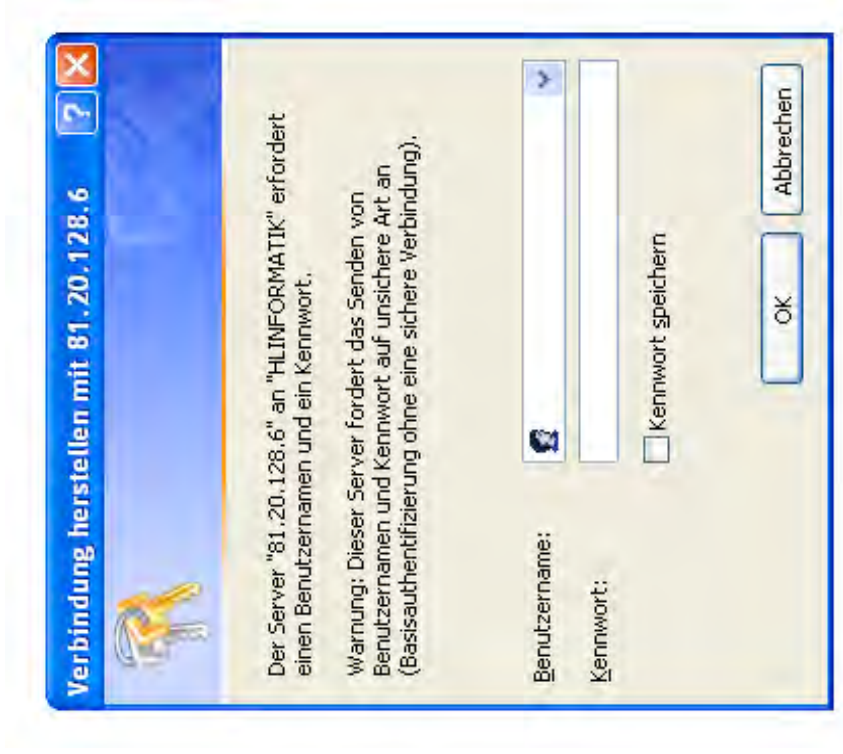 Verbindung herstellen mit 81.20.128.6
Der Server "81.20.128.6" an "HLINFORMATIK" erfordert
einen Benutzernamen und ein Kennwort.
Warnung: Dieser Server fordert das Senden von
Benutzernamen und Kennwort auf unsichere Art an
(Basisauthentifizierung ohne eine sichere Verbindung).
Benutzername:
Kennwort:
Kennwort speichern
OK
Abbrechen